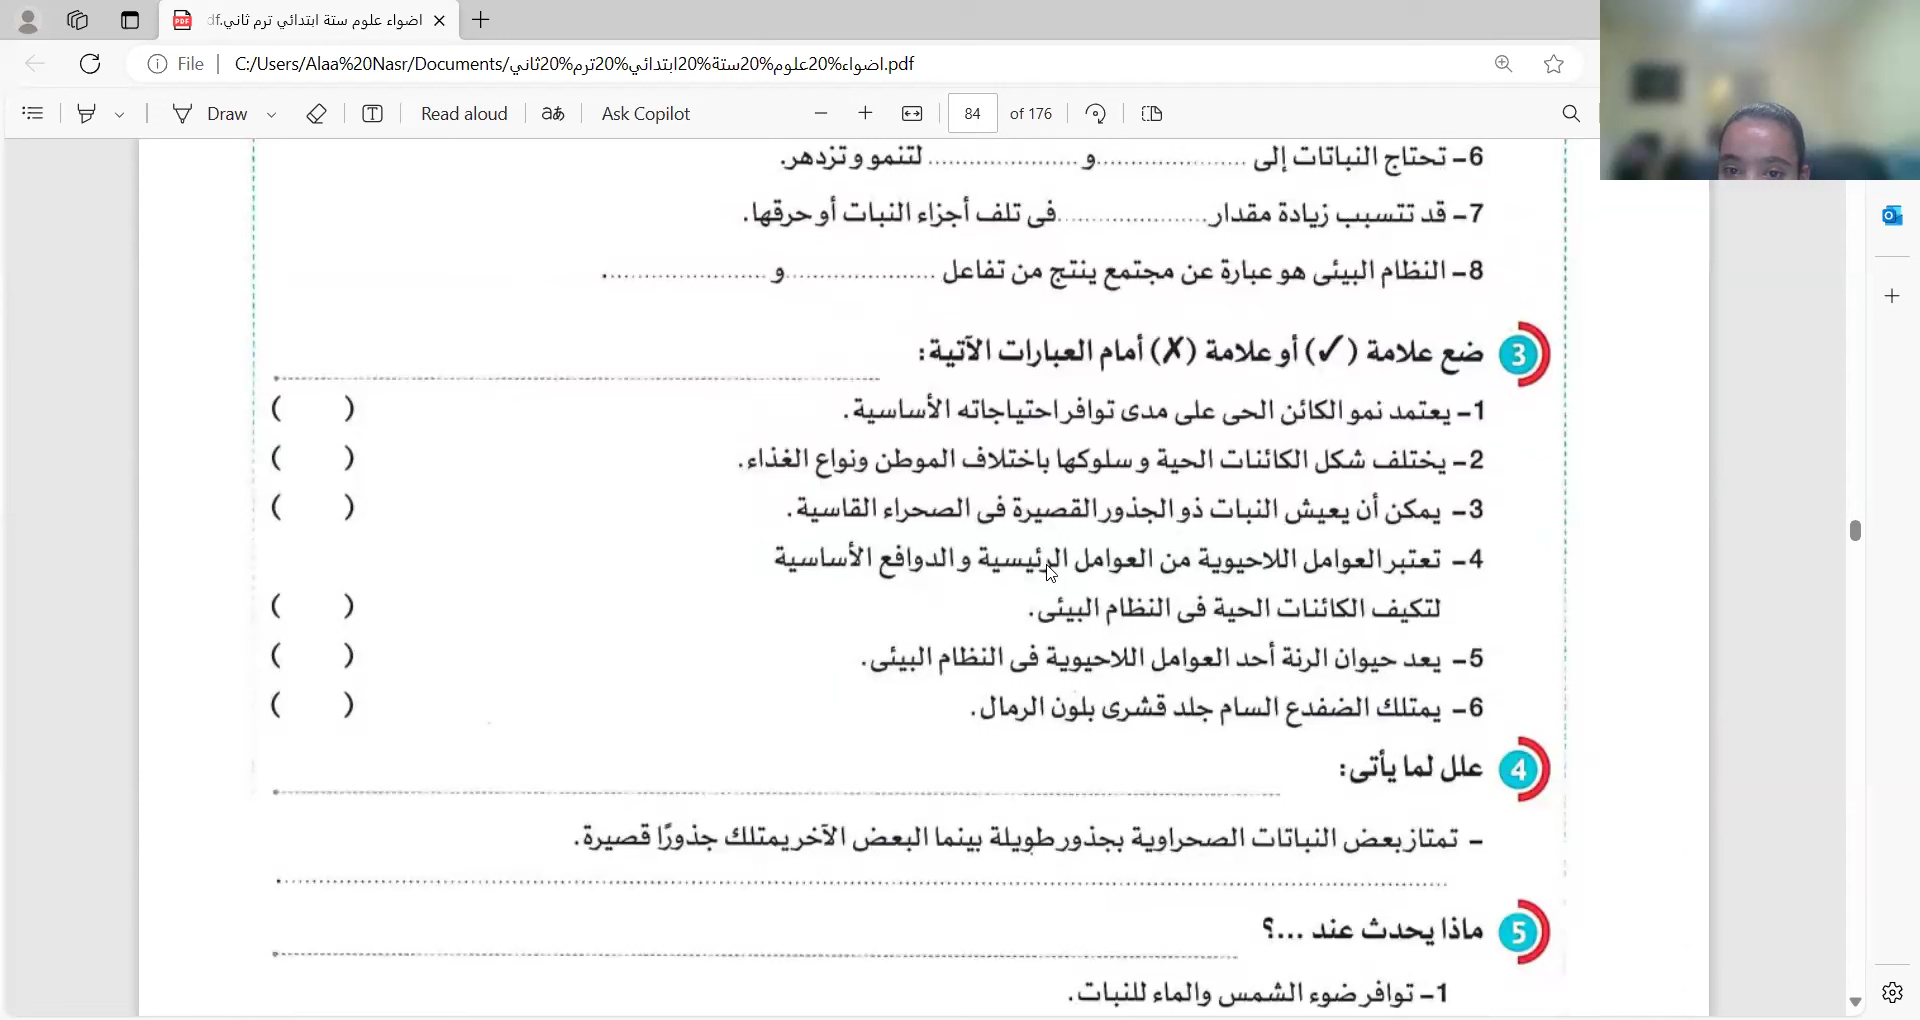 اضواء علوم ستة ابتدائي ترم ثاني.df
File
C:/Users/Alaa%20Nasr/Documents/اضواء%20علوم%20ستة%20ابتدائي%20ترم%20ثاني.pdf
Draw
Read aloud
aあ
Ask Copilot
84 of 176
6- تحتاج النباتات إلى ...................... و ...................... لتنمو وتزدهر.
7- قد تتسبب زيادة مقدار ...................... فى تلف أجزاء النبات أو حرقها.
8- النظام البيئى هو عبارة عن مجتمع ينتج من تفاعل ...................... و ...................... .
3 ضع علامة (✓) أو علامة (✗) أمام العبارات الآتية:
1- يعتمد نمو الكائن الحى على مدى توافر احتياجاته الأساسية. ( )
2- يختلف شكل الكائنات الحية وسلوكها باختلاف الموطن ونواع الغذاء. ( )
3- يمكن أن يعيش النبات ذو الجذور القصيرة فى الصحراء القاسية. ( )
4- تعتبر العوامل اللاحيوية من العوامل الرئيسية والدوافع الأساسية
لتكيف الكائنات الحية فى النظام البيئى. ( )
5- يعد حيوان الرنة أحد العوامل اللاحيوية فى النظام البيئى. ( )
6- يمتلك الضفدع السام جلد قشرى بلون الرمال. ( )
4 علل لما يأتى:
- تمتاز بعض النباتات الصحراوية بجذور طويلة بينما البعض الآخر يمتلك جذورًا قصيرة.
5 ماذا يحدث عند ...؟
1- توافر ضوء الشمس والماء للنبات.